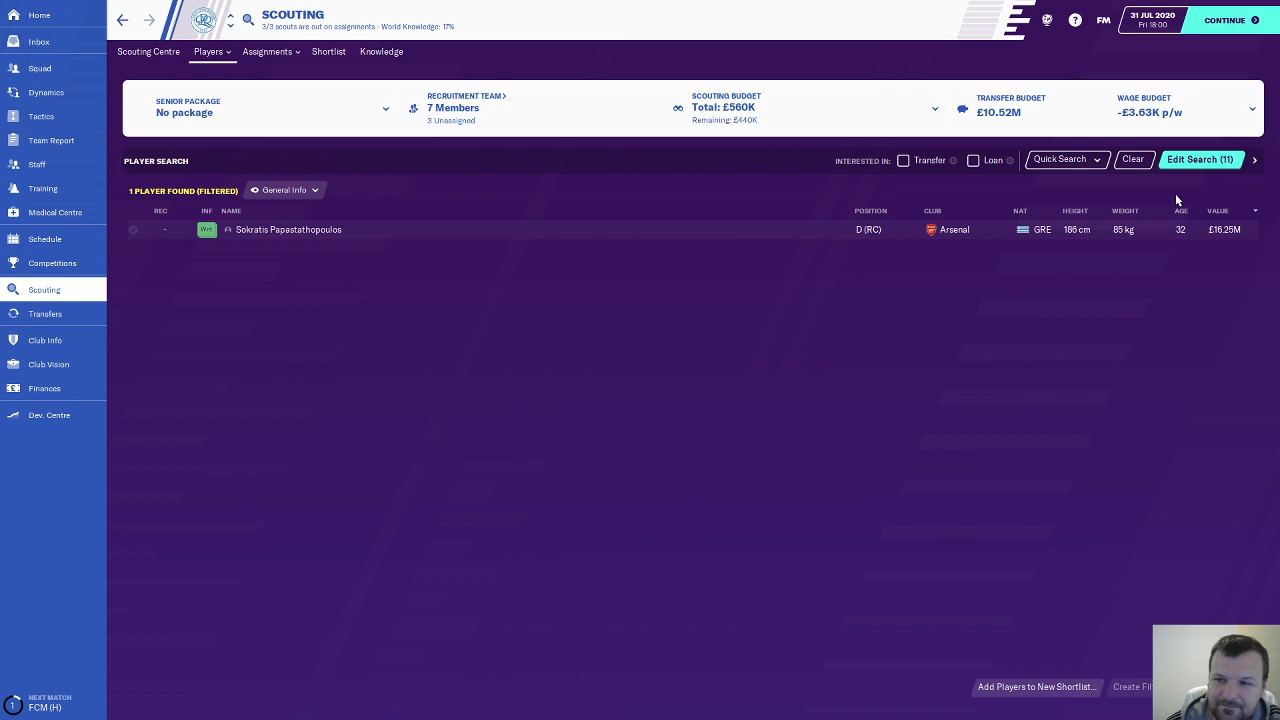 Home
Inbox
Squad
Dynamics
Tactics
Team Report
Staff
Training
Medical Centre
Schedule
Competitions
Scouting
Transfers
Club Info
Club Vision
Finances
Dev. Centre
1
NEXT MATCH
FCM (H)
SCOUTING
3/3 scouts are out on assignments - World Knowledge: 17%
?
FM
31 JUL 2020
Fri 18:00
CONTINUE
Scouting Centre
Players
Assignments
Shortlist
Knowledge
SENIOR PACKAGE
No package
RECRUITMENT TEAM
7 Members
3 Unassigned
SCOUTING BUDGET
Total: £560K
Remaining: £440K
TRANSFER BUDGET
£10.52M
WAGE BUDGET
-£3.63K p/w
PLAYER SEARCH
INTERESTED IN:
Transfer
Loan
Quick Search
Clear
Edit Search (11)
1 PLAYER FOUND (FILTERED)
General Info
REC INF NAME POSITION CLUB NAT HEIGHT WEIGHT AGE VALUE
- Wnt Sokratis Papastathopoulos D (RC) Arsenal GRE 186 cm 85 kg 32 £16.25M
Add Players to New Shortlist...
Create Fil